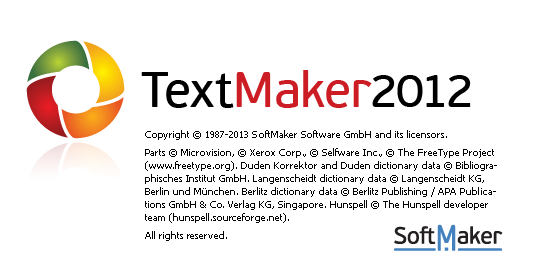 TextMaker2012
Copyright © 1987-2013 SoftMaker Software GmbH and its licensors.
Parts © Microvision, © Xerox Corp., © Selfware Inc., © The FreeType Project
(www.freetype.org). Duden Korrektor and Duden dictionary data © Bibliogra-
phisches Institut GmbH. Langenscheidt dictionary data © Langenscheidt KG,
Berlin und München. Berlitz dictionary data © Berlitz Publishing / APA Publica-
tions GmbH & Co. Verlag KG, Singapore. Hunspell © The Hunspell developer
team (hunspell.sourceforge.net).
All rights reserved.
SoftMaker